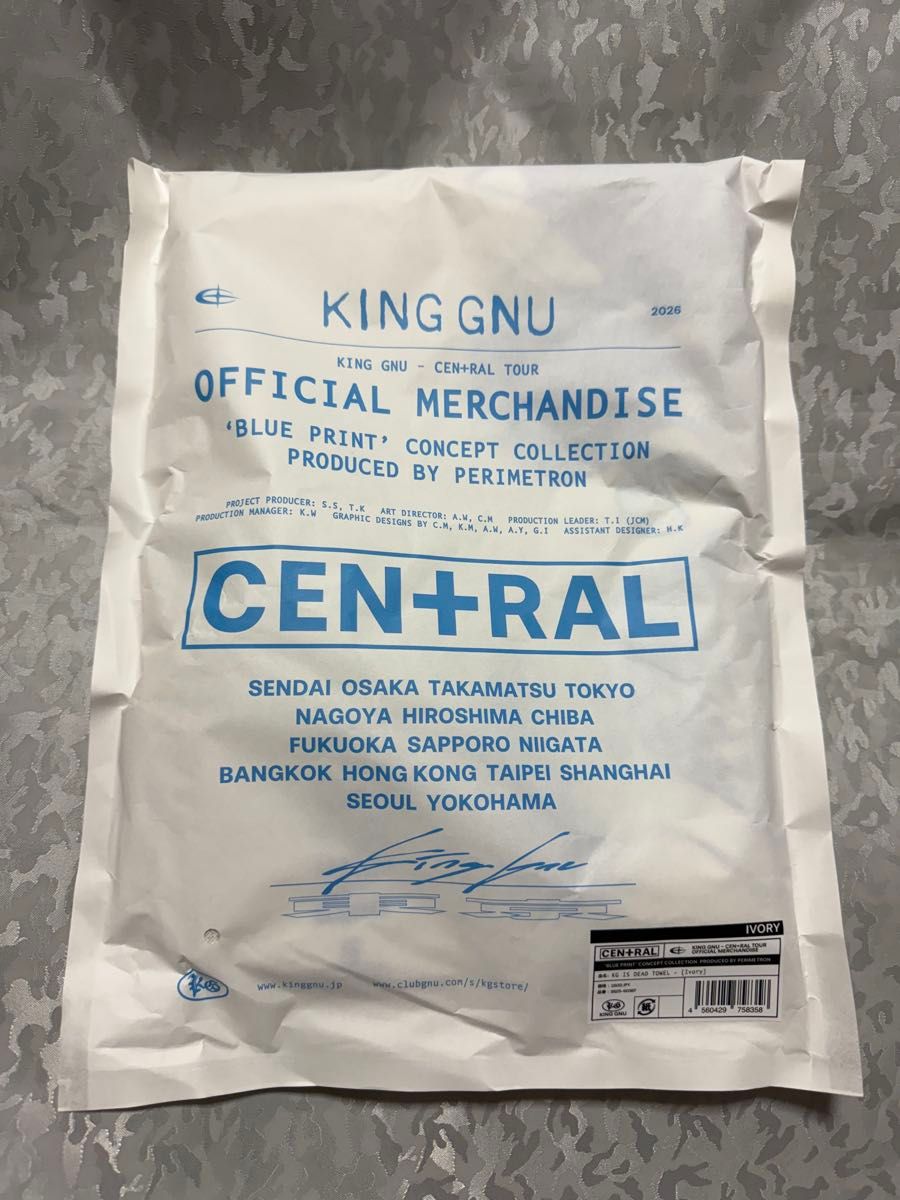 KING GNU
2026
KING GNU - CEN+RAL TOUR
OFFICIAL MERCHANDISE
‘BLUE PRINT’ CONCEPT COLLECTION
PRODUCED BY PERIMETRON
PROJECT PRODUCER: S.S, T.K ART DIRECTOR: A.W, C.M PRODUCTION LEADER: T.I (JCM)
PRODUCTION MANAGER: K.W GRAPHIC DESIGNS BY C.M, K.M, A.W, A.Y, G.I ASSISTANT DESIGNER: H.K
CEN+RAL
SENDAI OSAKA TAKAMATSU TOKYO
NAGOYA HIROSHIMA CHIBA
FUKUOKA SAPPORO NIIGATA
BANGKOK HONG KONG TAIPEI SHANGHAI
SEOUL YOKOHAMA
King Gnu
www.kinggnu.jp www.clubgnu.com/s/kgstore/
IVORY
CEN+RAL
KING GNU - CEN+RAL TOUR
OFFICIAL MERCHANDISE
"BLUE PRINT" CONCEPT COLLECTION PRODUCED BY PERIMETRON
KG IS DEAD TOWEL - [Ivory]
KING GNU
紙
4 560429 758358